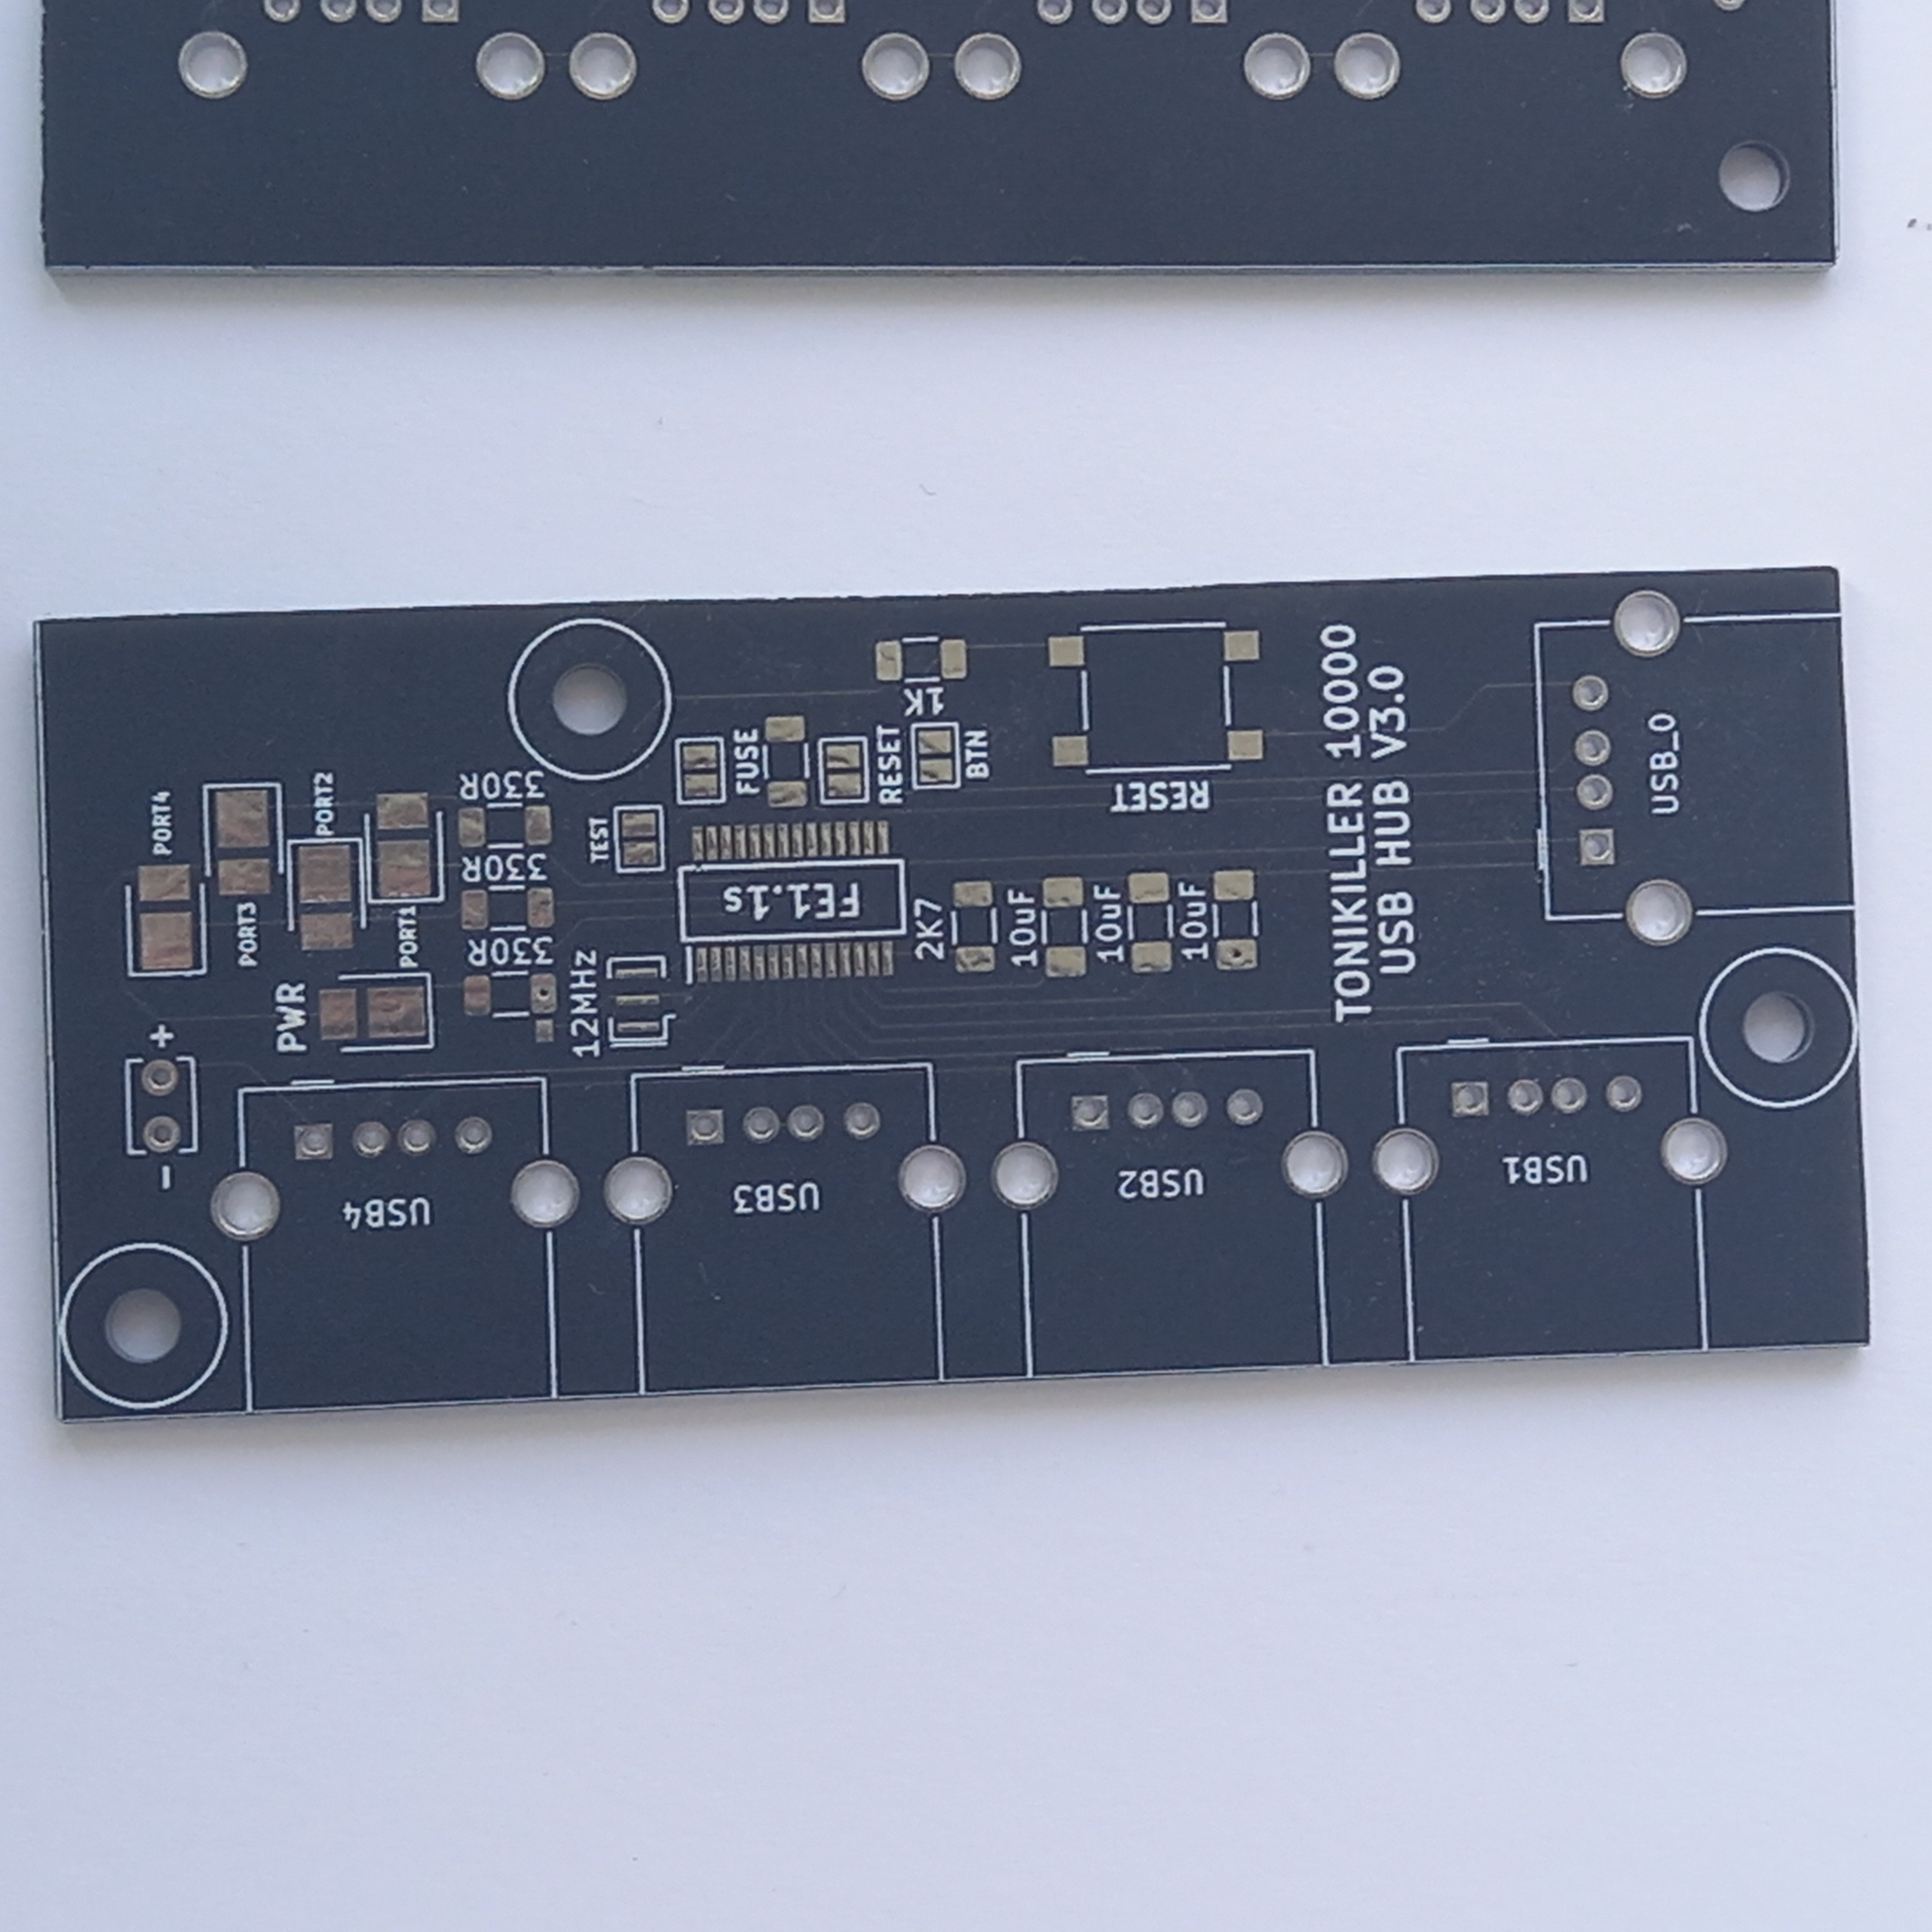 - +
PORT4
PORT3
PWR
PORT2
USB4
PORT1
330R
330R
330R
12MHz
TEST
FUSE
USB3
FE1.1s
RESET
2K7
1K
BTN
10uF
10uF
USB2
RESET
10uF
TONIKILLER 10000
USB HUB V3.0
USB1
USB_0